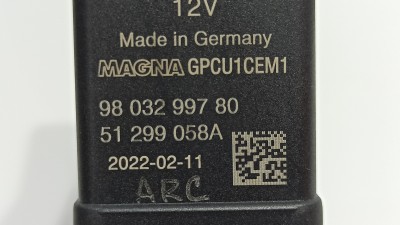 12V
Made in Germany
MAGNA GPCU1CEM1
98 032 997 80
51 299 058A
2022-02-11
ARC